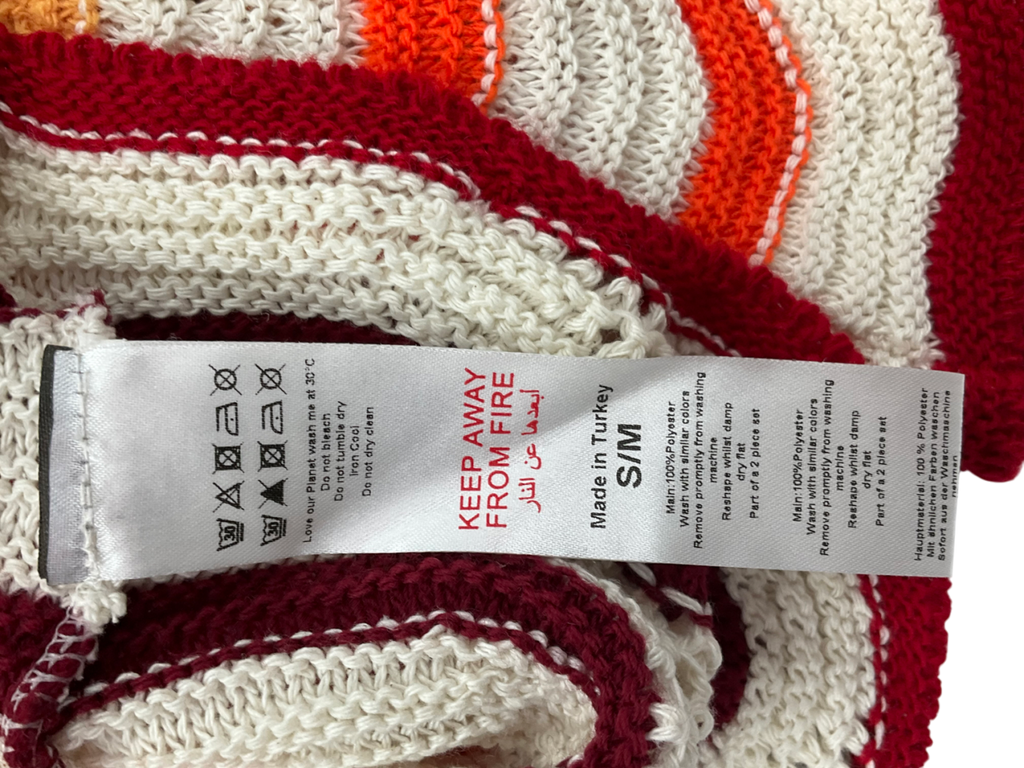 30
30
Love our Planet wash me at 30°C
Do not bleach
Do not tumble dry
Iron Cool
Do not dry clean
KEEP AWAY
FROM FIRE
ابعدها عن النار
Made in Turkey
S/M
Main:100%Polyester
Wash with similar colors
Remove promptly from washing
machine
Reshape whilst damp
dry flat
Part of a 2 piece set
Main:100%Polyester
Wash with similar colors
Remove promptly from washing
machine
Reshape whilst damp
dry flat
Part of a 2 piece set
Hauptmaterial: 100 % Polyester
Mit ähnlichen Farben waschen
Sofort aus der Waschmaschine
nehmen